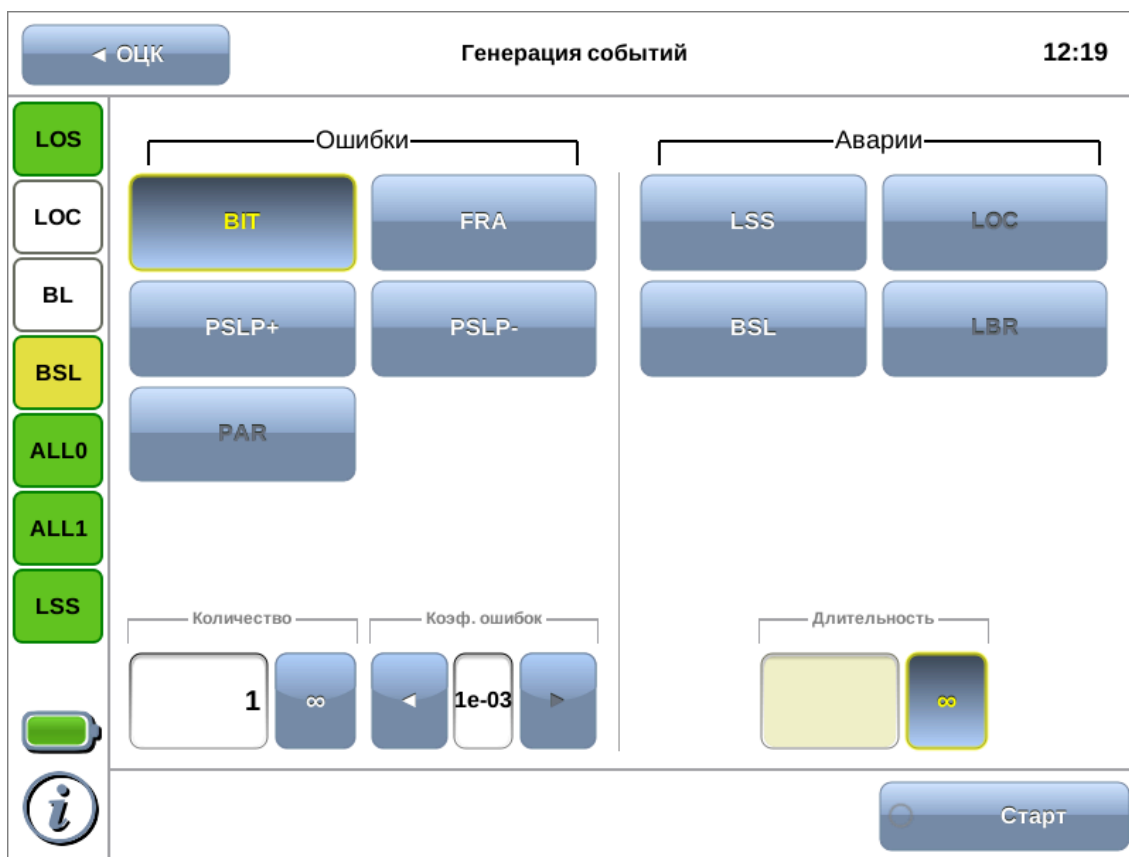 ◄ ОЦК
Генерация событий
12:19
LOS
LOC
BL
BSL
ALL0
ALL1
LSS
Ошибки
BIT
FRA
PSLP+
PSLP-
PAR
Аварии
LSS
LOC
BSL
LBR
Количество
1
∞
Коэф. ошибок
◄
1e-03
►
Длительность
∞
i
Старт